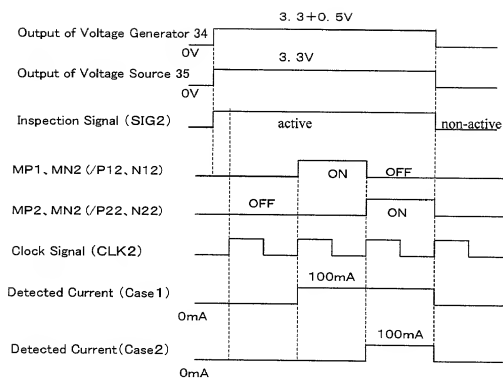 3.3+0.5V
Output of Voltage Generator 34
0V
Output of Voltage Source 35
3.3V
0V
Inspection Signal (SIG2)
active
non-active
MP1、MN2 (/P12、N12)
ON
OFF
MP2、MN2 (/P22、N22)
OFF
ON
Clock Signal (CLK2)
100mA
Detected Current (Case1)
0mA
100mA
Detected Current(Case2)
0mA